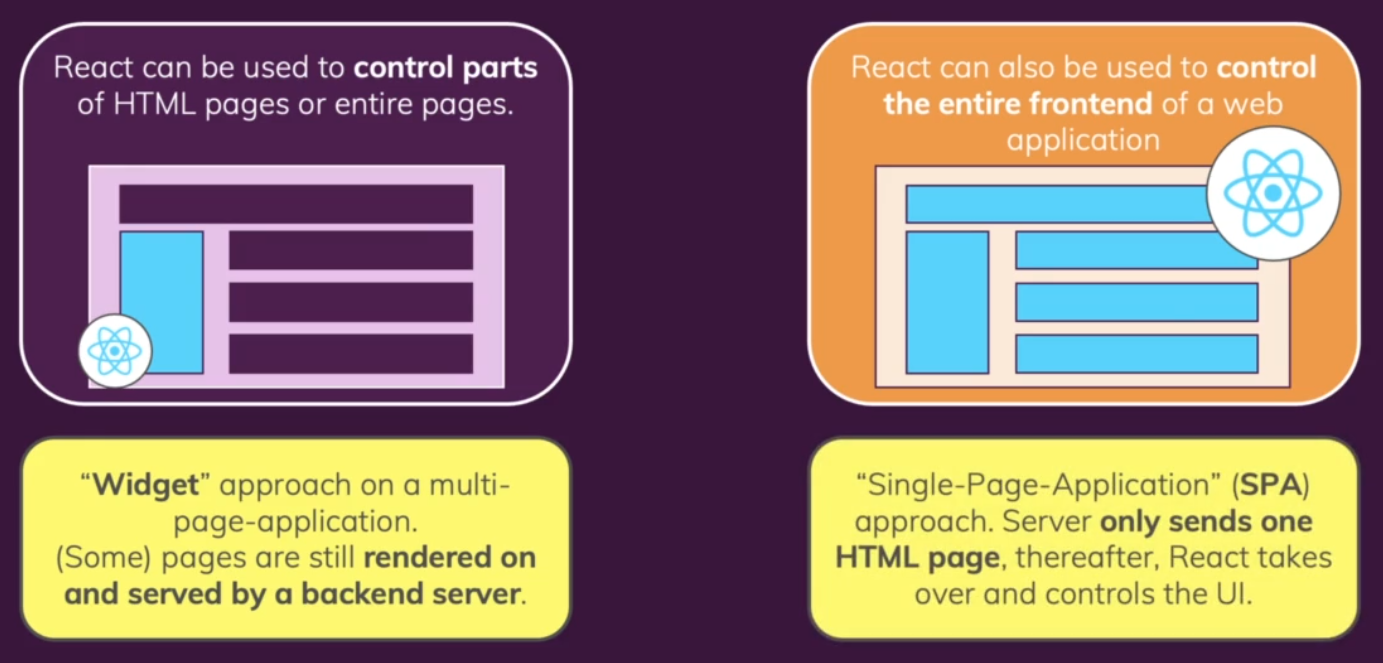 React can be used to control parts
of HTML pages or entire pages.
“Widget” approach on a multi-
page-application.
(Some) pages are still rendered on
and served by a backend server.
React can also be used to control
the entire frontend of a web
application
“Single-Page-Application” (SPA)
approach. Server only sends one
HTML page, thereafter, React takes
over and controls the UI.